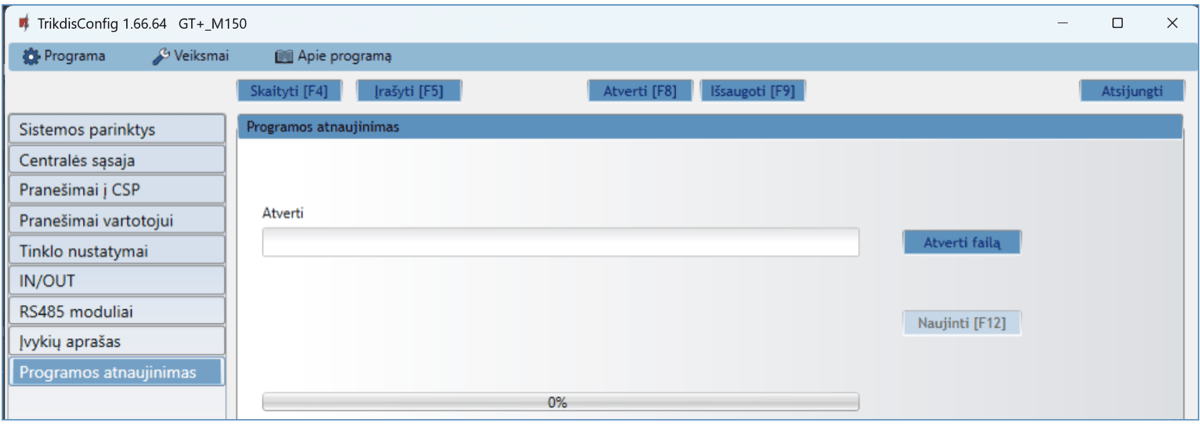 TrikdisConfig 1.66.64 GT+_M150
Programa Veiksmai Apie programą
Skaityti [F4] Įrašyti [F5] Atverti [F8] Išsaugoti [F9] Atsijungti
Sistemos parinktys
Centralės sąsaja
Pranešimai į CSP
Pranešimai vartotojui
Tinklo nustatymai
IN/OUT
RS485 moduliai
Įvykių aprašas
Programos atnaujinimas
Programos atnaujinimas
Atverti
Atverti failą
Naujinti [F12]
0%